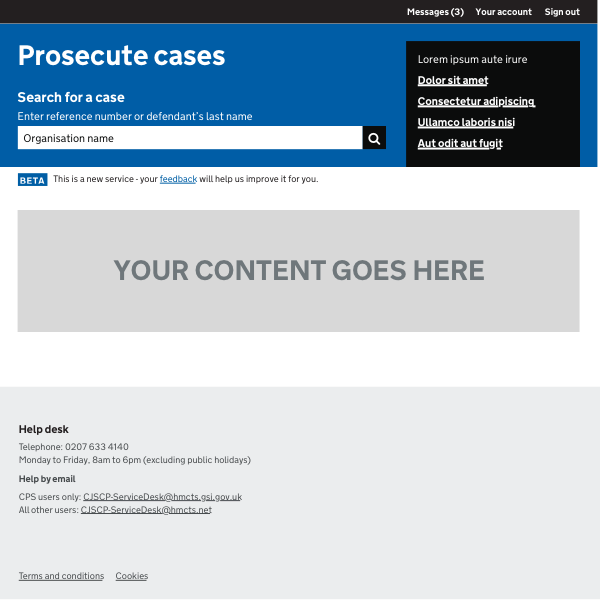 Messages (3) Your account Sign out
Prosecute cases
Search for a case
Enter reference number or defendant's last name
Organisation name
Lorem ipsum aute irure
Dolor sit amet
Consectetur adipiscing
Ullamco laboris nisi
Aut odit aut fugit
BETA This is a new service - your feedback will help us improve it for you.
YOUR CONTENT GOES HERE
Help desk
Telephone: 0207 633 4140
Monday to Friday, 8am to 6pm (excluding public holidays)
Help by email
CPS users only: CJSCP-ServiceDesk@hmcts.gsi.gov.uk
All other users: CJSCP-ServiceDesk@hmcts.net
Terms and conditions Cookies